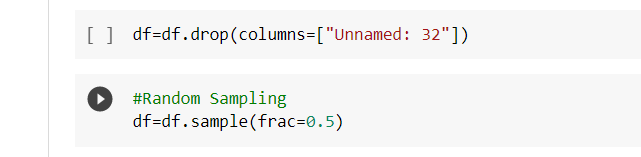 [ ] df=df.drop(columns=["Unnamed: 32"])
#Random Sampling
df=df.sample(frac=0.5)